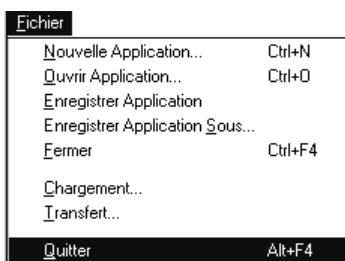 Fichier
Nouvelle Application... Ctrl+N
Ouvrir Application... Ctrl+O
Enregistrer Application
Enregistrer Application Sous...
Fermer Ctrl+F4
Chargement...
Transfert...
Quitter Alt+F4